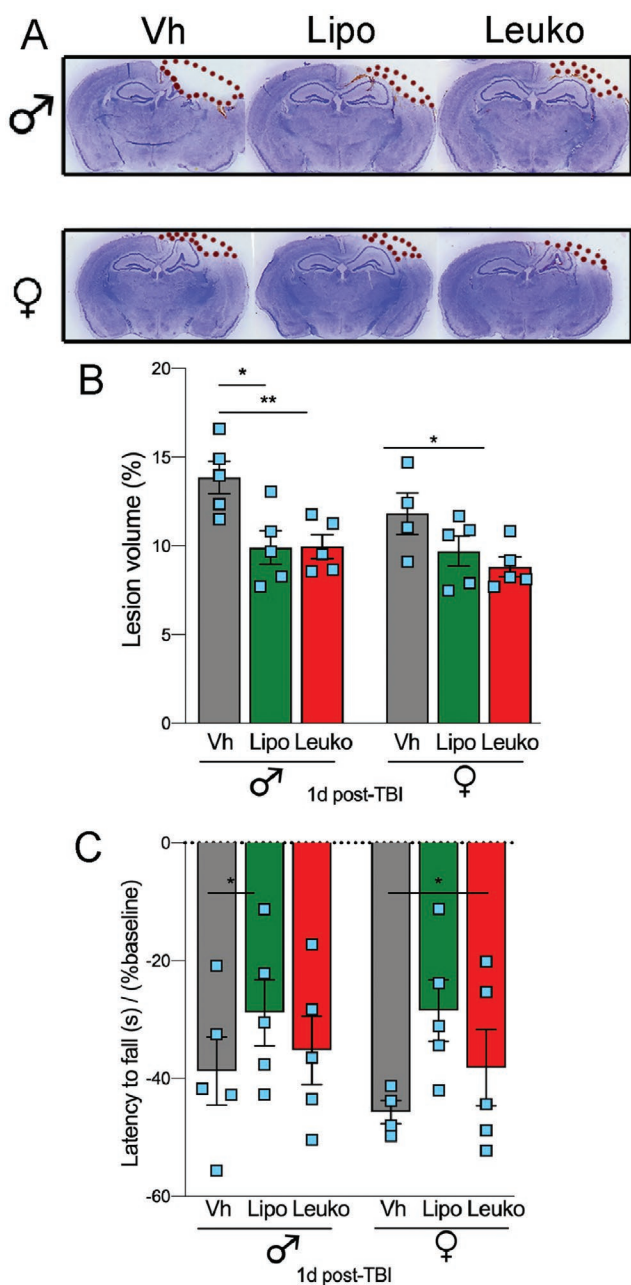 A
Vh Lipo Leuko
♂
♀
B
20
*
**
*
15
10
5
0
Lesion volume (%)
Vh Lipo Leuko Vh Lipo Leuko
♂ 1d post-TBI ♀
C
0
*
*
-20
-40
-60
Latency to fall (s) / (%baseline)
Vh Lipo Leuko Vh Lipo Leuko
♂ ♀
1d post-TBI